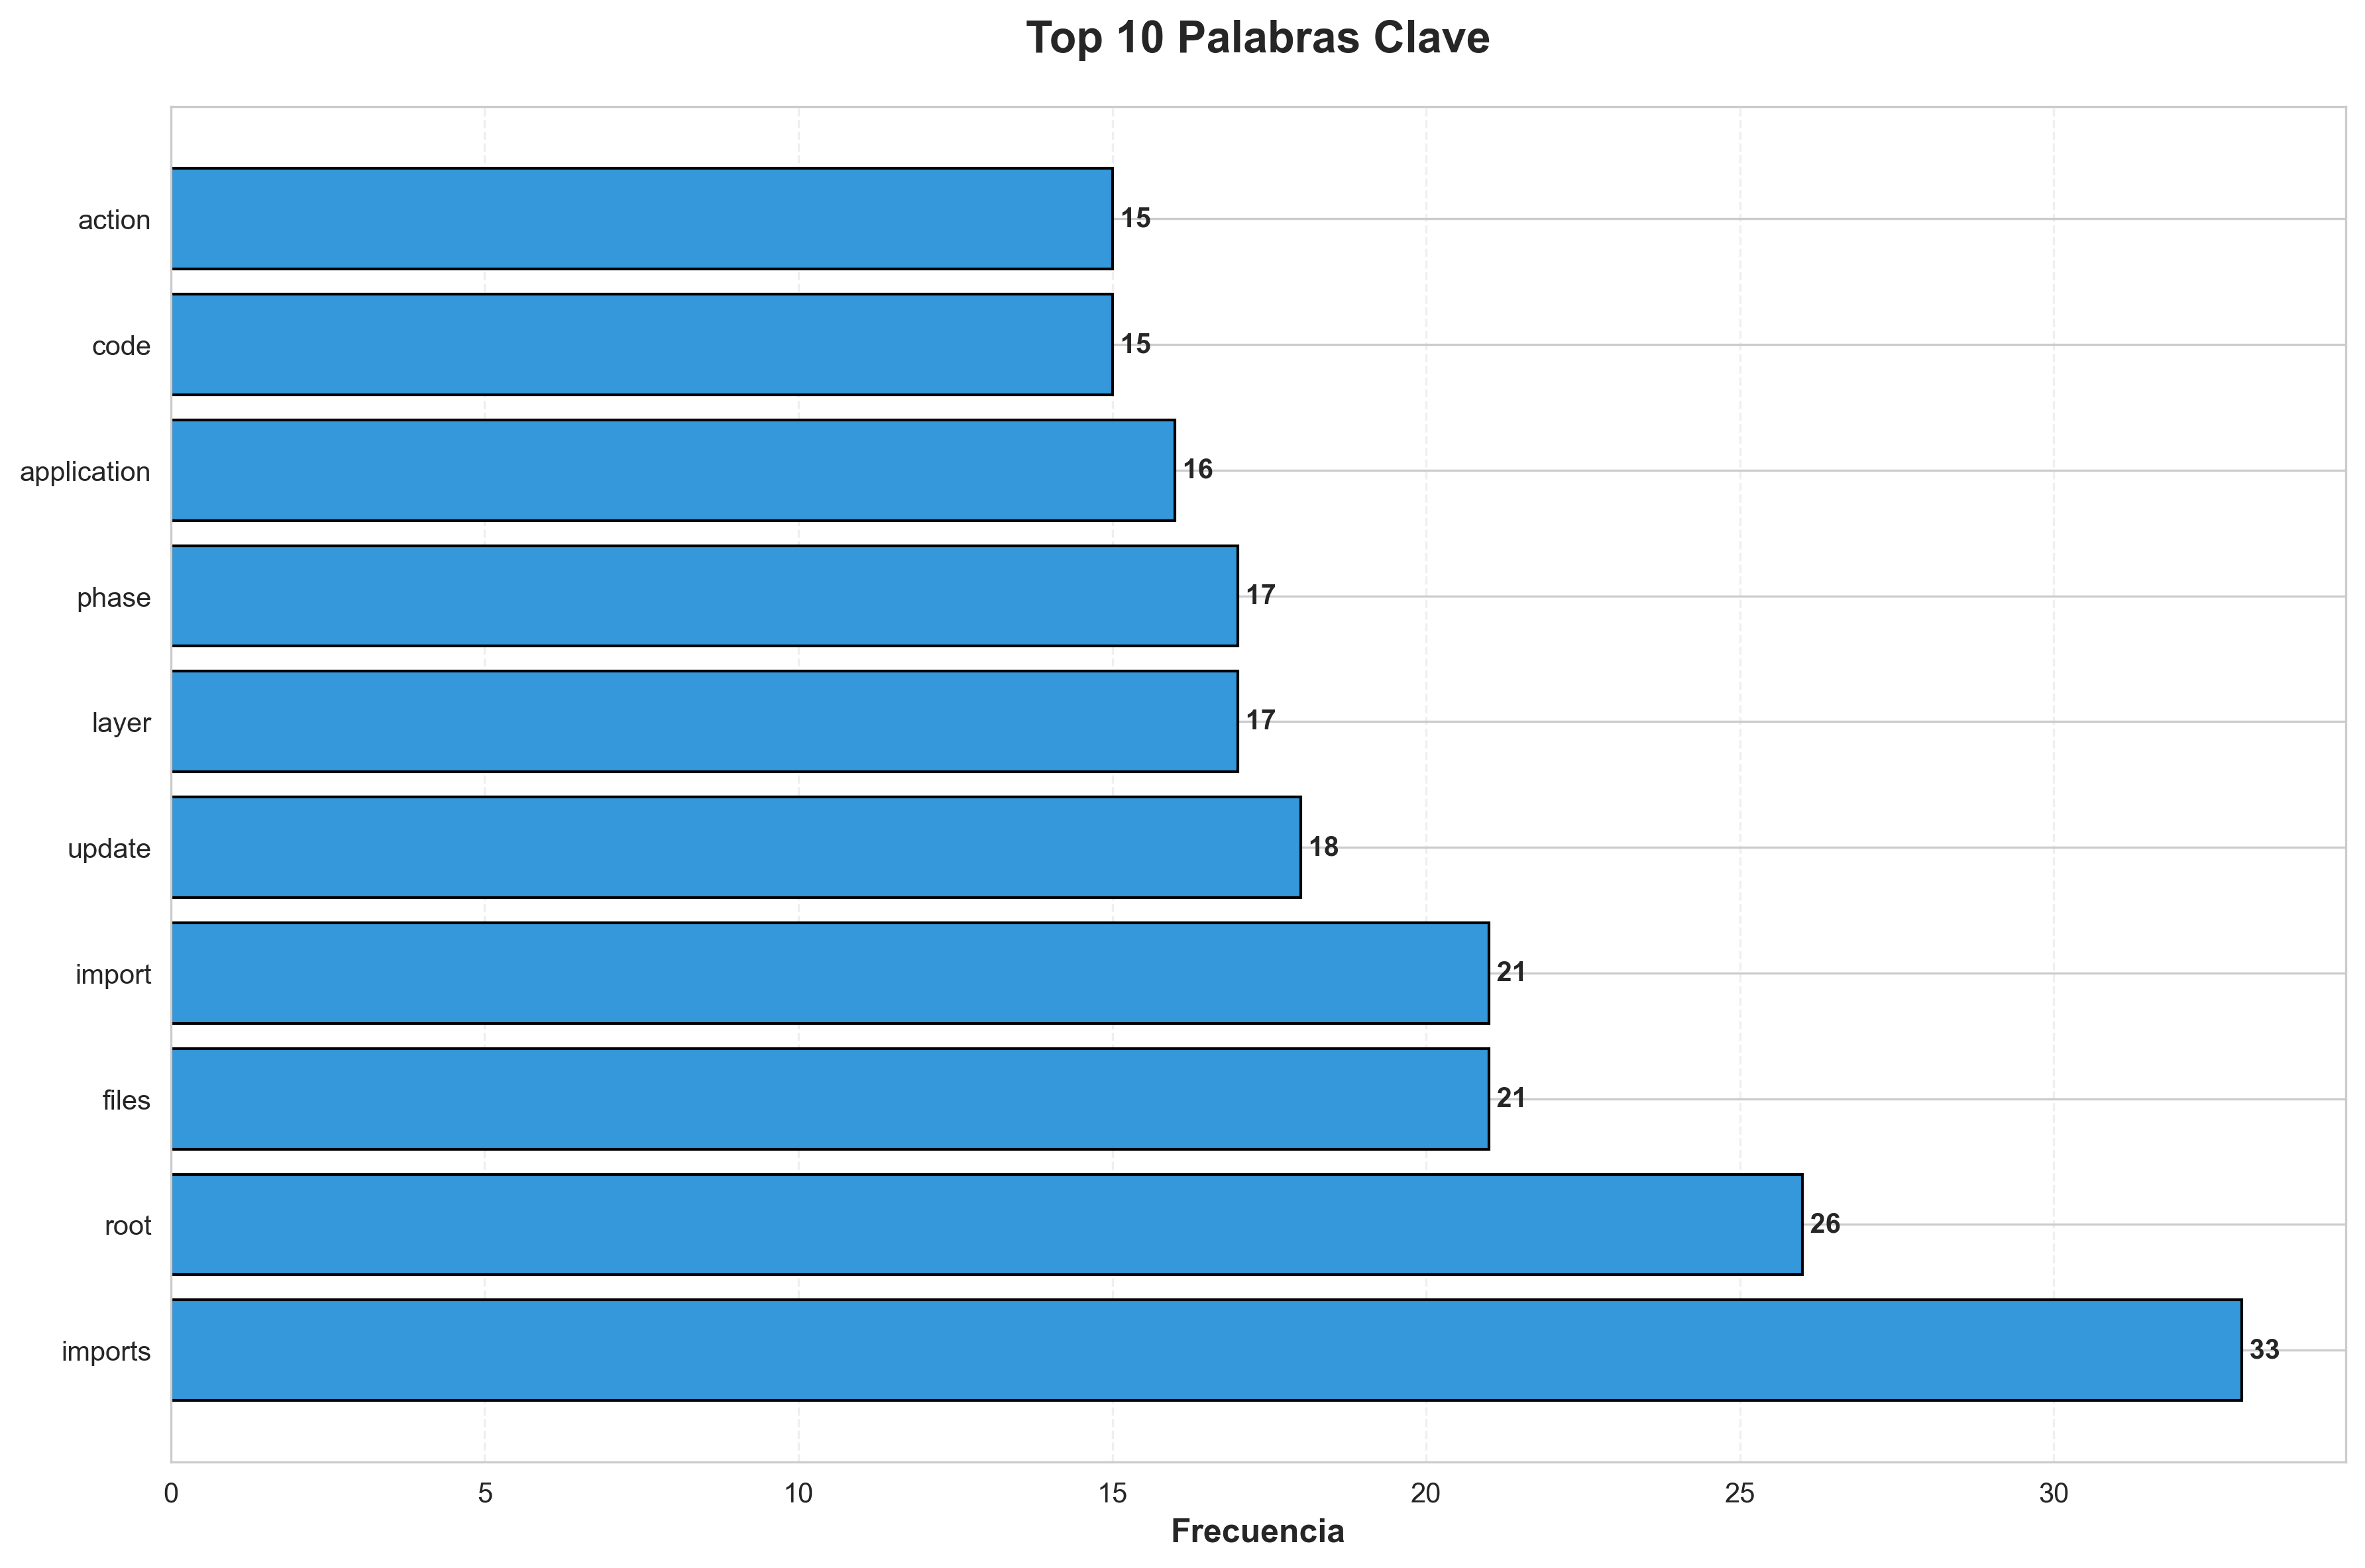 Top 10 Palabras Clave
action 15
code 15
application 16
phase 17
layer 17
update 18
import 21
files 21
root 26
imports 33
0 5 10 15 20 25 30
Frecuencia